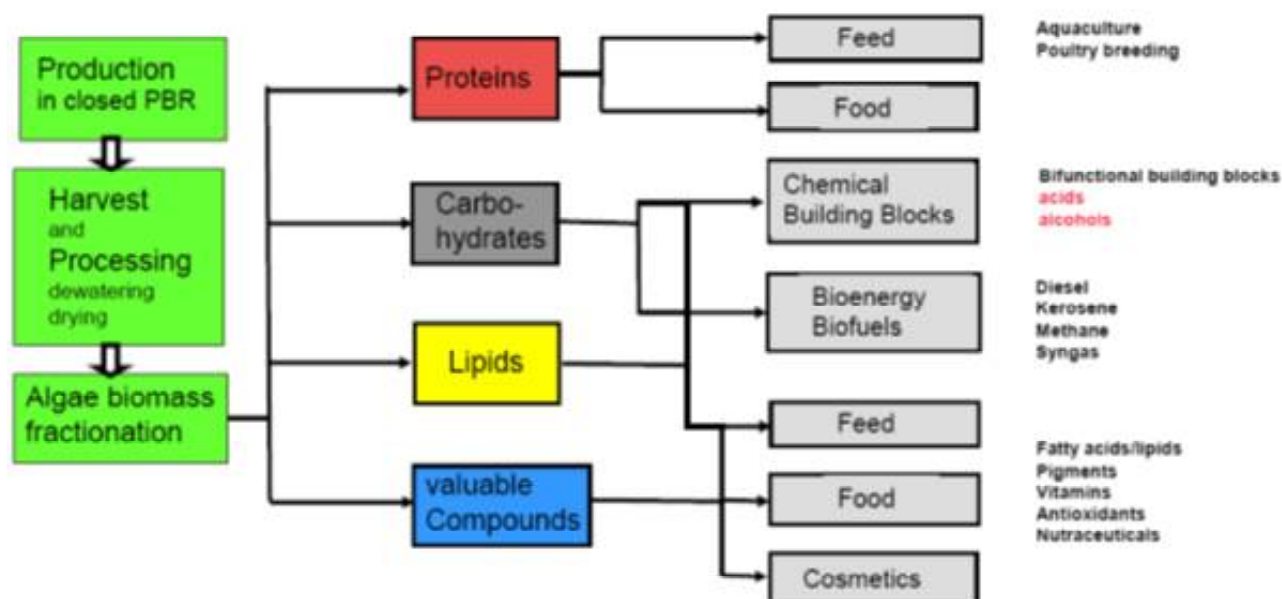 Production
in closed PBR
Harvest
and
Processing
dewatering
drying
Algae biomass
fractionation
Proteins
Carbo-
hydrates
Lipids
valuable
Compounds
Feed
Food
Chemical
Building Blocks
Bioenergy
Biofuels
Feed
Food
Cosmetics
Aquaculture
Poultry breeding
Bifunctional building blocks
acids
alcohols
Diesel
Kerosene
Methane
Syngas
Fatty acids/lipids
Pigments
Vitamins
Antioxidants
Nutraceuticals